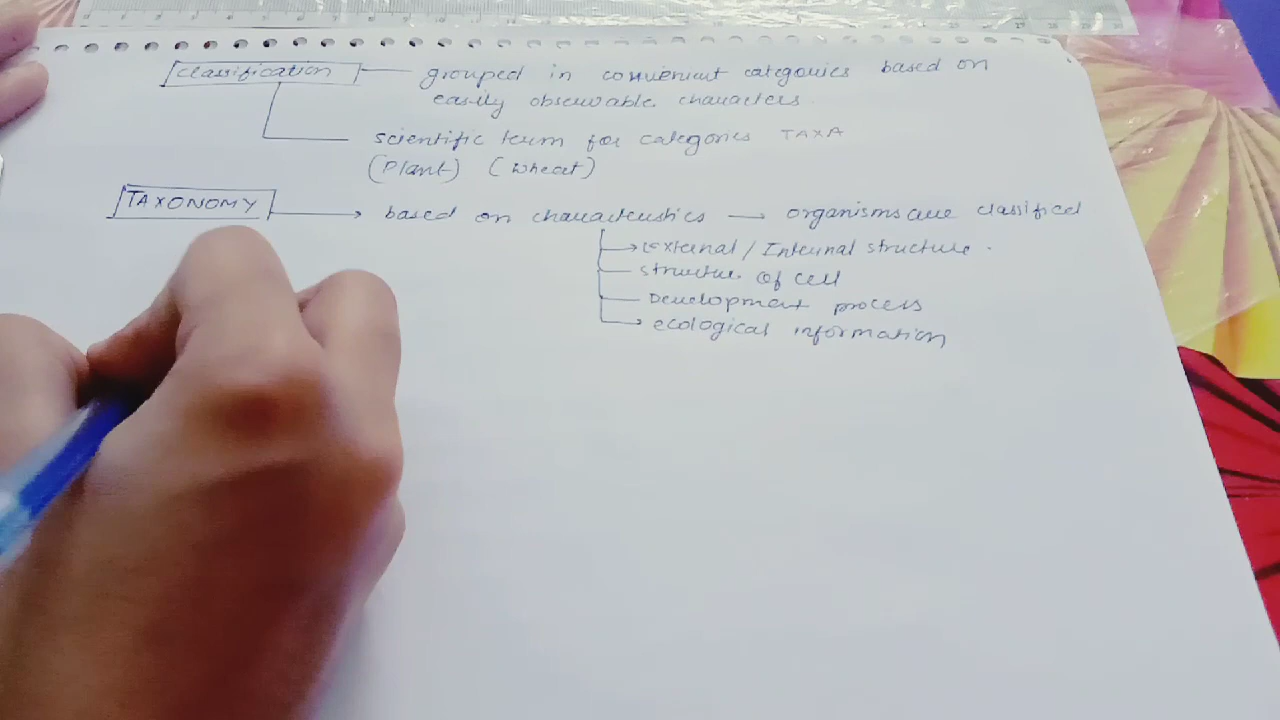 Classification — grouped in convienent categories based on
easily observable characters.
scientific term for categories TAXA
(Plant) (wheat)
TAXONOMY → based on characteristics → organisms are classified
→ External / Internal structure.
structure of cell
Development process
→ ecological information